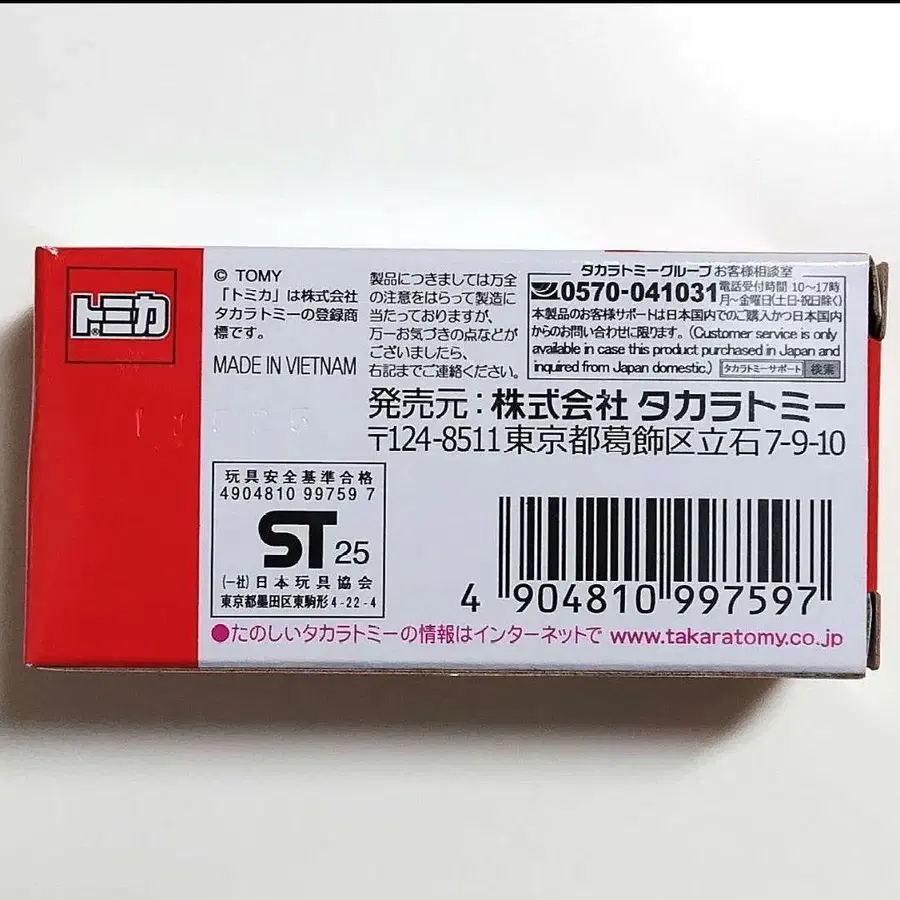 トミカ
®
© TOMY
「トミカ」は株式会社
タカラトミーの登録商
標です。
MADE IN VIETNAM
製品につきましては万全
の注意をはらって製造に
当たっておりますが、
万一お気づきの点などが
ございましたら、
右記までご連絡ください。
タカラトミーグループ お客様相談室
0570-041031 電話受付時間 10〜17時
月〜金曜日(土日・祝日除く)
本製品のお客様サポートは日本国内でのご購入かつ日本国内
からのお問い合わせに限ります。(Customer service is only
available in case this product purchased in Japan and
inquired from Japan domestic.) タカラトミーサポート 検索
発売元:株式会社 タカラトミー
〒124-8511東京都葛飾区立石7-9-10
玩具安全基準合格
4904810 99759 7
ST 25
(一社)日本玩具協会
東京都墨田区東駒形4-22-4
4 904810 997597
●たのしいタカラトミーの情報はインターネットで www.takaratomy.co.jp